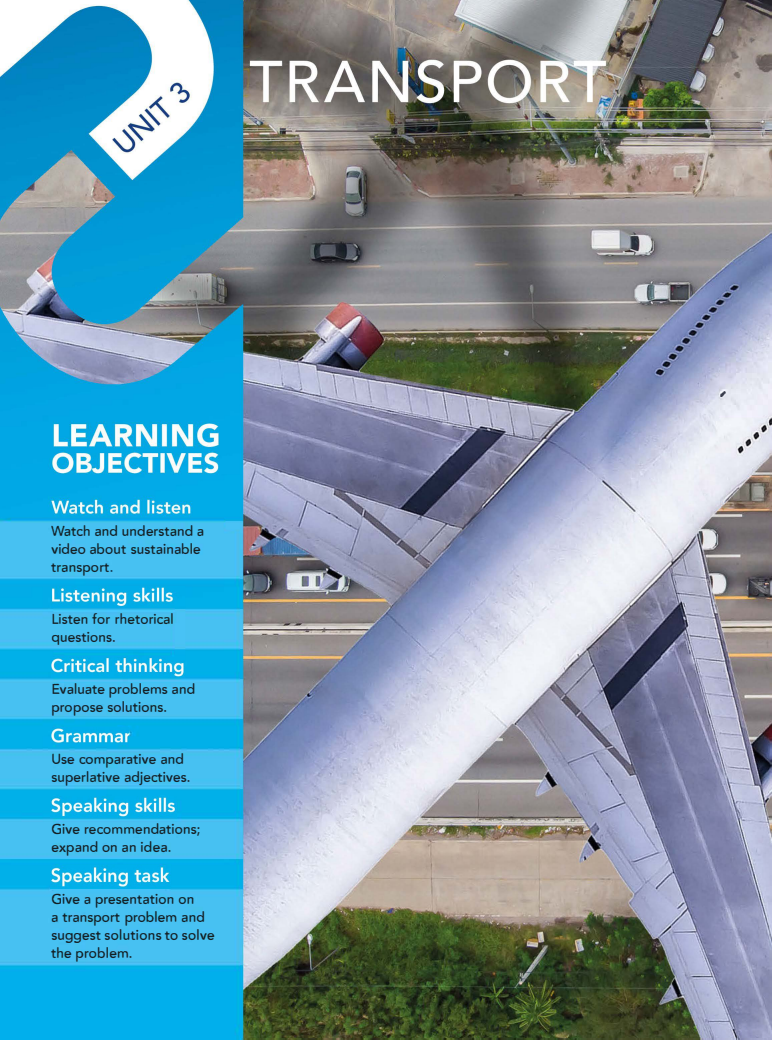 UNIT 3
TRANSPORT
LEARNING
OBJECTIVES
Watch and listen
Watch and understand a
video about sustainable
transport.
Listening skills
Listen for rhetorical
questions.
Critical thinking
Evaluate problems and
propose solutions.
Grammar
Use comparative and
superlative adjectives.
Speaking skills
Give recommendations;
expand on an idea.
Speaking task
Give a presentation on
a transport problem and
suggest solutions to solve
the problem.